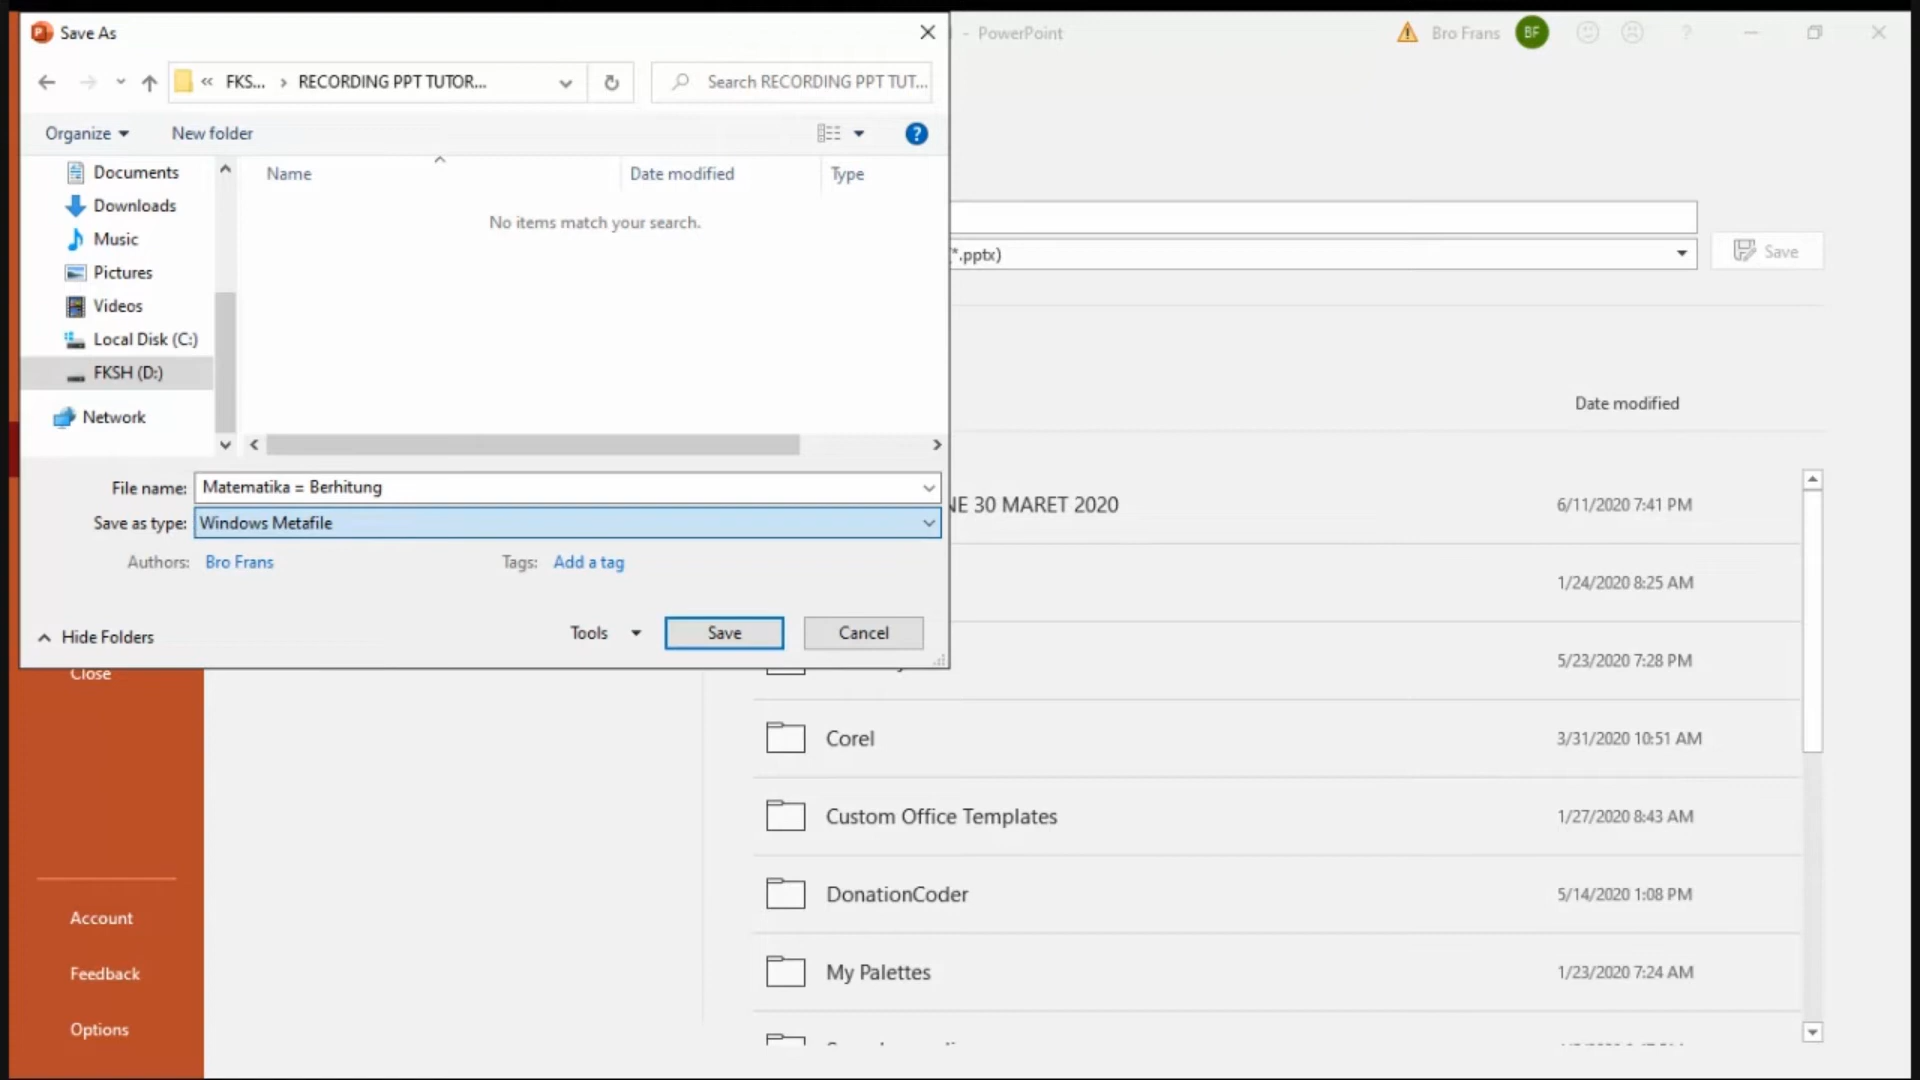 Save As
- PowerPoint
Bro Frans
BF
?
« FKS... > RECORDING PPT TUTOR...
Search RECORDING PPT TUT...
Organize
New folder
?
Documents
Downloads
Music
Pictures
Videos
Local Disk (C:)
FKSH (D:)
Network
Name
Date modified
Type
No items match your search.
*.pptx)
Save
Date modified
File name: Matematika = Berhitung
Save as type: Windows Metafile
Authors: Bro Frans
Tags: Add a tag
Hide Folders
Tools
Save
Cancel
NE 30 MARET 2020
6/11/2020 7:41 PM
1/24/2020 8:25 AM
5/23/2020 7:28 PM
Close
Corel
3/31/2020 10:51 AM
Custom Office Templates
1/27/2020 8:43 AM
DonationCoder
5/14/2020 1:08 PM
My Palettes
1/23/2020 7:24 AM
Account
Feedback
Options